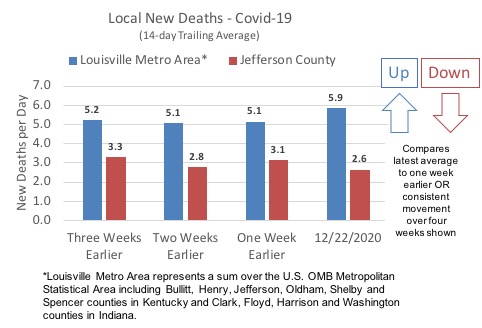 Local New Deaths - Covid-19
(14-day Trailing Average)
Louisville Metro Area* Jefferson County
Up Down
7.0
6.0
5.0
4.0
3.0
2.0
1.0
0.0
New Deaths per Day
5.2 3.3
5.1 2.8
5.1 3.1
5.9 2.6
Three Weeks
Earlier
Two Weeks
Earlier
One Week
Earlier
12/22/2020
Compares
latest average
to one week
earlier OR
consistent
movement
over four
weeks shown
*Louisville Metro Area represents a sum over the U.S. OMB Metropolitan
Statistical Area including Bullitt, Henry, Jefferson, Oldham, Shelby and
Spencer counties in Kentucky and Clark, Floyd, Harrison and Washington
counties in Indiana.